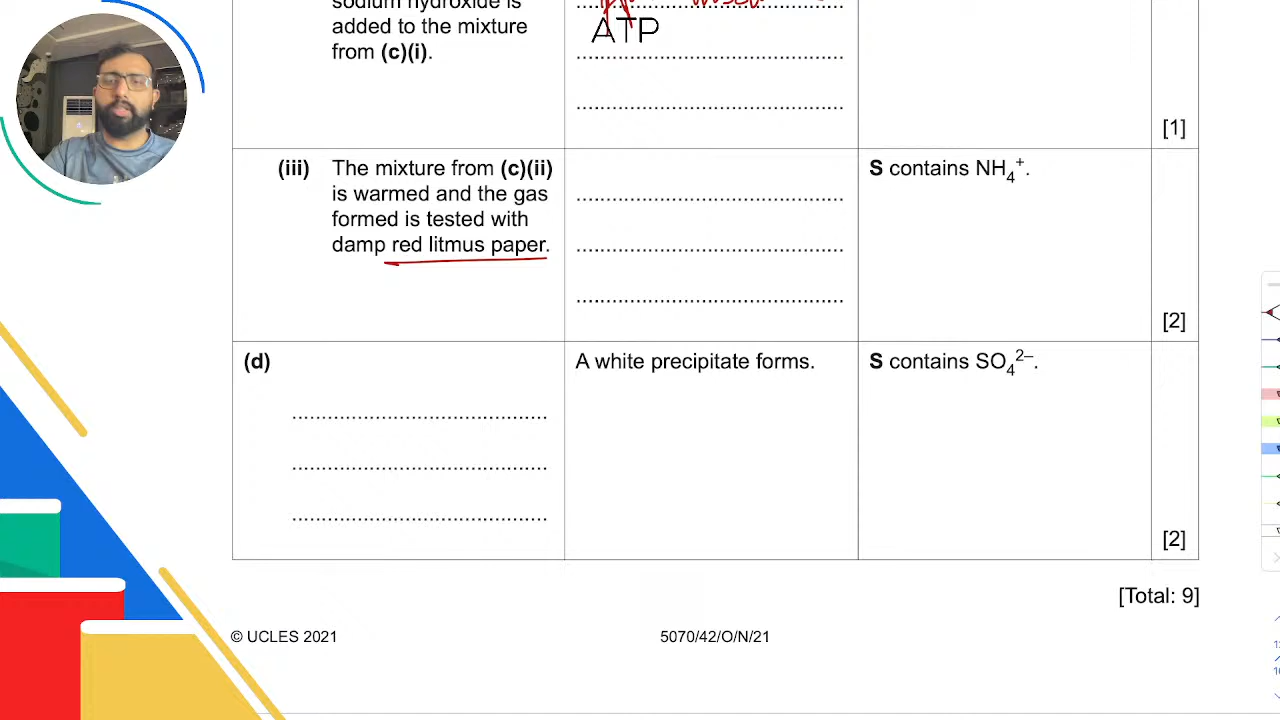 sodium hydroxide is
added to the mixture
from (c)(i).
ATP
[1]
(iii) The mixture from (c)(ii)
is warmed and the gas
formed is tested with
damp red litmus paper.
S contains NH₄⁺.
[2]
(d)
A white precipitate forms.
S contains SO₄²⁻.
[2]
[Total: 9]
© UCLES 2021
5070/42/O/N/21